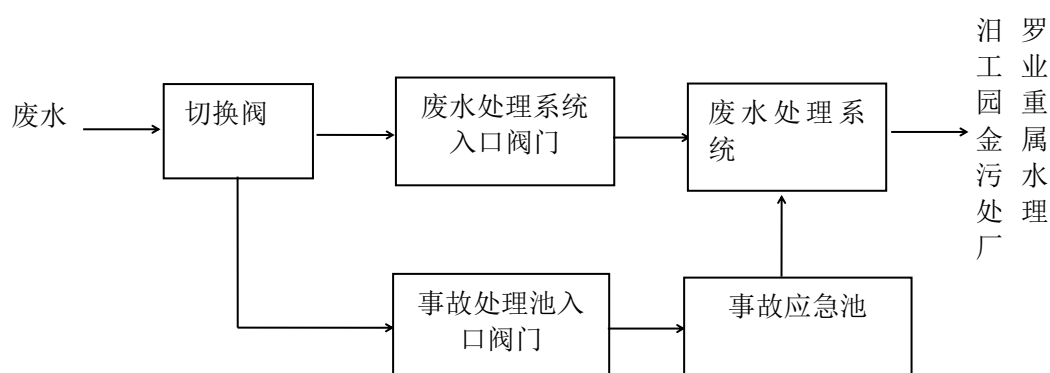 废水
切换阀
废水处理系统
入口阀门
废水处理系
统
汨罗
工业
园重
金属
污水
处理
厂
事故处理池入
口阀门
事故应急池